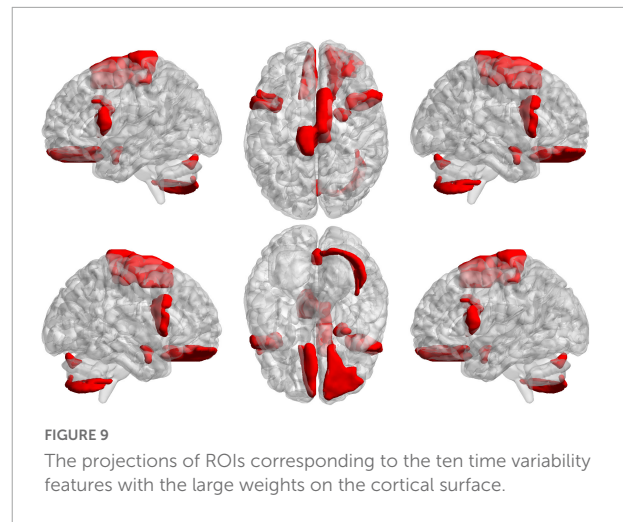 FIGURE 9
The projections of ROIs corresponding to the ten time variability
features with the large weights on the cortical surface.